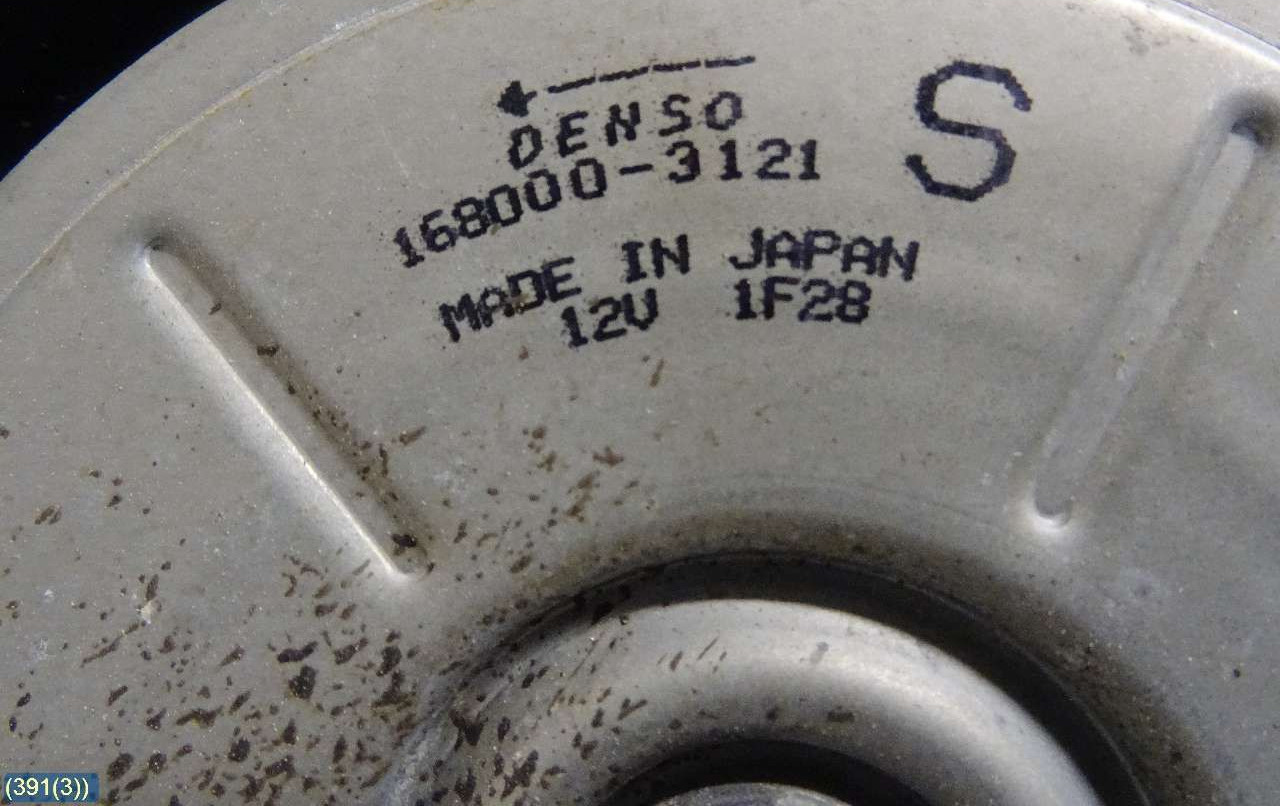 DENSO
S
168000-3121
MADE IN JAPAN
12V 1F28
(391(3))